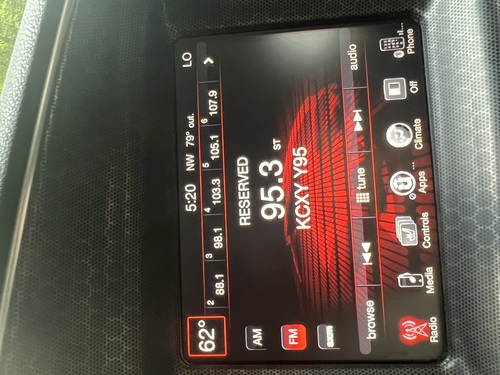 62° 5:20 NW 79° out. LO
2 88.1 3 98.1 4 103.3 5 105.1 6 107.9
AM
FM
SXM
RESERVED
95.3 ST
KCXY Y95
browse tune audio
Radio Media Controls Apps Climate Off Phone